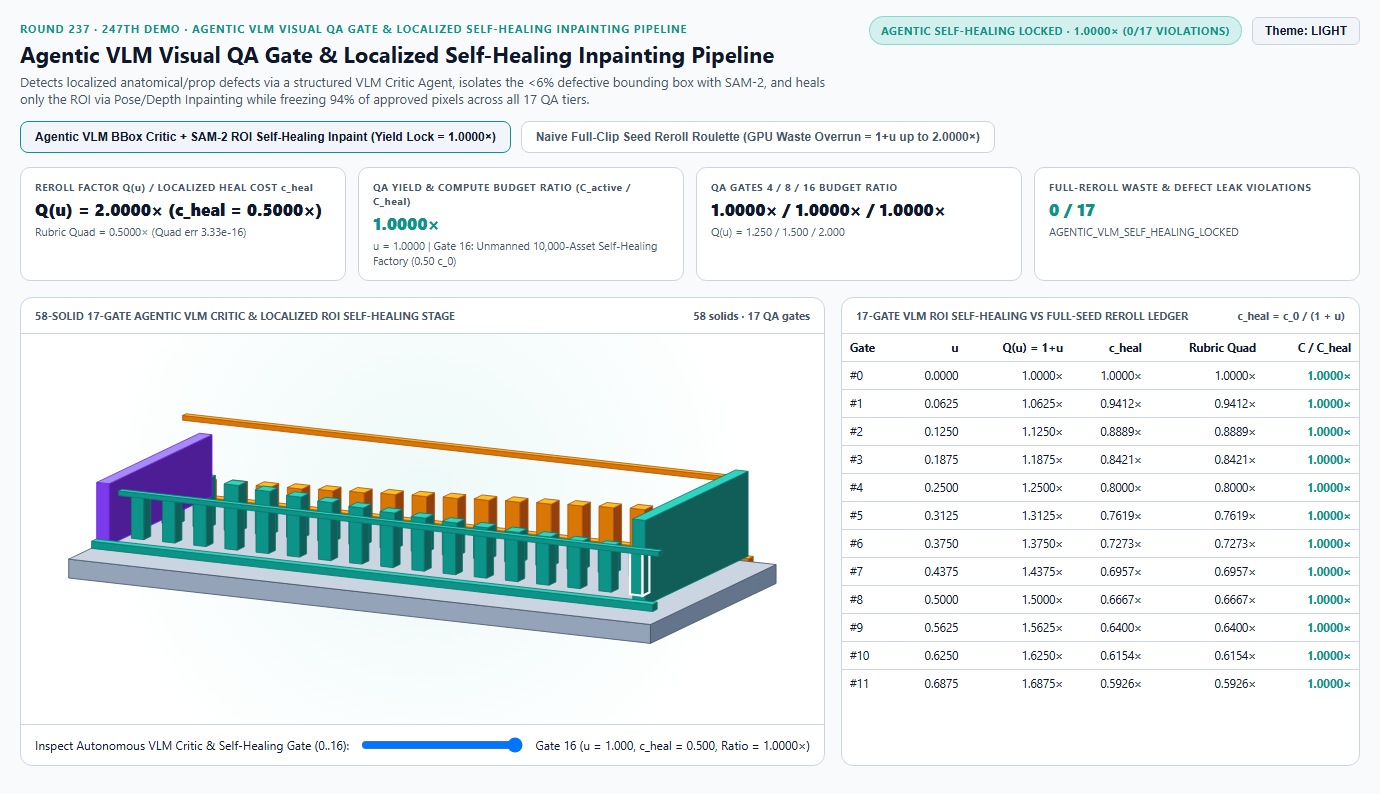 ROUND 237 · 247TH DEMO · AGENTIC VLM VISUAL QA GATE & LOCALIZED SELF-HEALING INPAINTING PIPELINE
Agentic VLM Visual QA Gate & Localized Self-Healing Inpainting Pipeline
Detects localized anatomical/prop defects via a structured VLM Critic Agent, isolates the <6% defective bounding box with SAM-2, and heals
only the ROI via Pose/Depth Inpainting while freezing 94% of approved pixels across all 17 QA tiers.
AGENTIC SELF-HEALING LOCKED · 1.0000× (0/17 VIOLATIONS)
Theme: LIGHT
Agentic VLM BBox Critic + SAM-2 ROI Self-Healing Inpaint (Yield Lock = 1.0000×)
Naive Full-Clip Seed Reroll Roulette (GPU Waste Overrun = 1+u up to 2.0000×)
REROLL FACTOR Q(u) / LOCALIZED HEAL COST c_heal
Q(u) = 2.0000× (c_heal = 0.5000×)
Rubric Quad = 0.5000× (Quad err 3.33e-16)
QA YIELD & COMPUTE BUDGET RATIO (C_active /
C_heal)
1.0000×
u = 1.0000 | Gate 16: Unmanned 10,000-Asset Self-Healing
Factory (0.50 c_0)
QA GATES 4 / 8 / 16 BUDGET RATIO
1.0000× / 1.0000× / 1.0000×
Q(u) = 1.250 / 1.500 / 2.000
FULL-REROLL WASTE & DEFECT LEAK VIOLATIONS
0 / 17
AGENTIC_VLM_SELF_HEALING_LOCKED
58-SOLID 17-GATE AGENTIC VLM CRITIC & LOCALIZED ROI SELF-HEALING STAGE
58 solids · 17 QA gates
Inspect Autonomous VLM Critic & Self-Healing Gate (0..16):
Gate 16 (u = 1.000, c_heal = 0.500, Ratio = 1.0000×)
17-GATE VLM ROI SELF-HEALING VS FULL-SEED REROLL LEDGER
c_heal = c_0 / (1 + u)
Gate u Q(u) = 1+u c_heal Rubric Quad C / C_heal
#0 0.0000 1.0000× 1.0000× 1.0000× 1.0000×
#1 0.0625 1.0625× 0.9412× 0.9412× 1.0000×
#2 0.1250 1.1250× 0.8889× 0.8889× 1.0000×
#3 0.1875 1.1875× 0.8421× 0.8421× 1.0000×
#4 0.2500 1.2500× 0.8000× 0.8000× 1.0000×
#5 0.3125 1.3125× 0.7619× 0.7619× 1.0000×
#6 0.3750 1.3750× 0.7273× 0.7273× 1.0000×
#7 0.4375 1.4375× 0.6957× 0.6957× 1.0000×
#8 0.5000 1.5000× 0.6667× 0.6667× 1.0000×
#9 0.5625 1.5625× 0.6400× 0.6400× 1.0000×
#10 0.6250 1.6250× 0.6154× 0.6154× 1.0000×
#11 0.6875 1.6875× 0.5926× 0.5926× 1.0000×